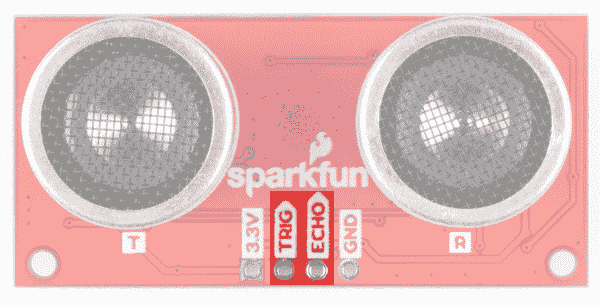 sparkfun
T
R
3.3V
TRIG
ECHO
GND